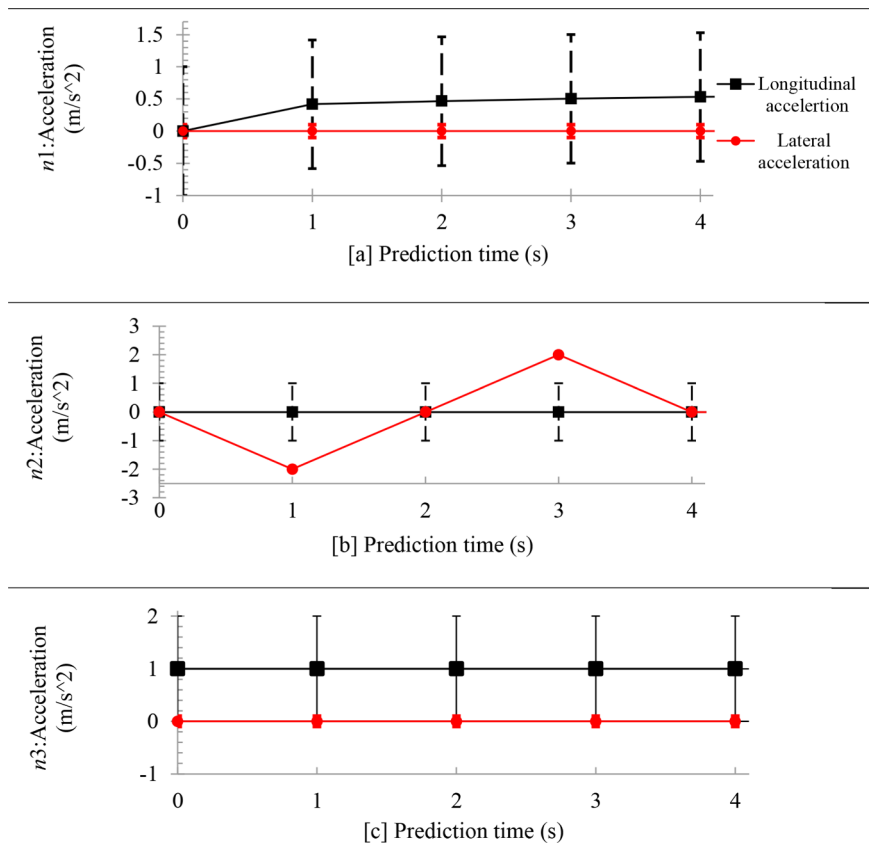 n1:Acceleration
(m/s^2)
1.5
1
0.5
0
-0.5
-1
0 1 2 3 4
[a] Prediction time (s)
Longitudinal
accelertion
Lateral
acceleration
n2:Acceleration
(m/s^2)
3
2
1
0
-1
-2
-3
0 1 2 3 4
[b] Prediction time (s)
n3:Acceleration
(m/s^2)
2
1
0
-1
0 1 2 3 4
[c] Prediction time (s)